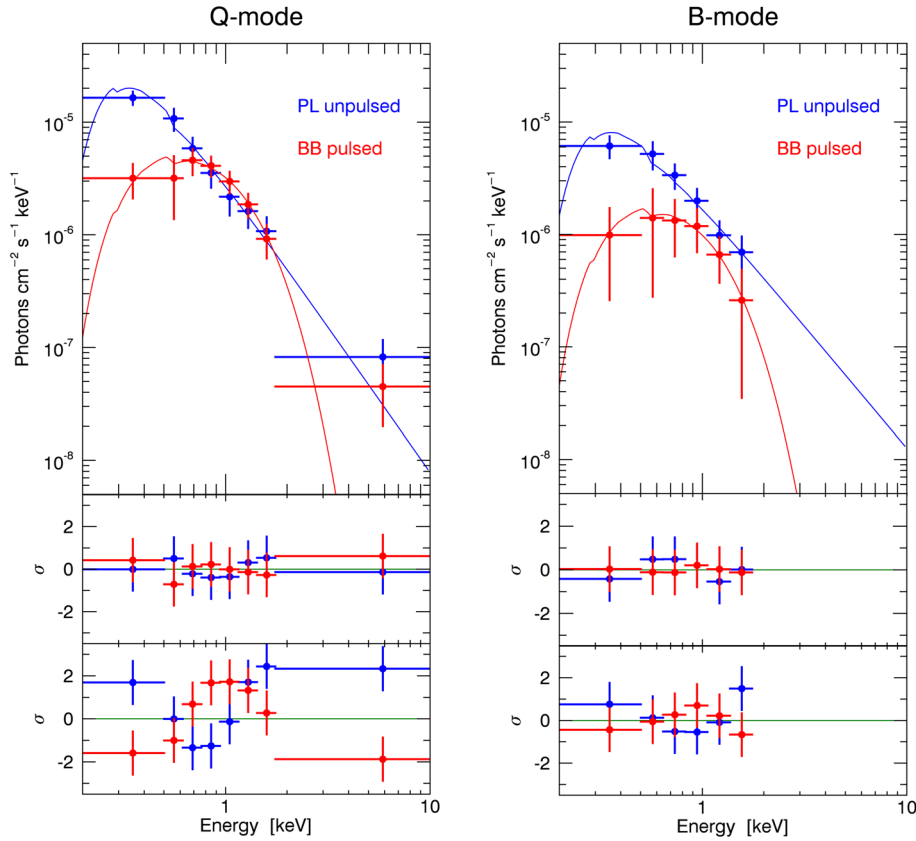 Q-mode
PL unpulsed
BB pulsed
Photons cm⁻² s⁻¹ keV⁻¹
10⁻⁵
10⁻⁶
10⁻⁷
10⁻⁸
σ
2
0
-2
σ
2
0
-2
1
10
Energy [keV]
B-mode
PL unpulsed
BB pulsed
Photons cm⁻² s⁻¹ keV⁻¹
10⁻⁵
10⁻⁶
10⁻⁷
10⁻⁸
σ
2
0
-2
σ
2
0
-2
1
10
Energy [keV]